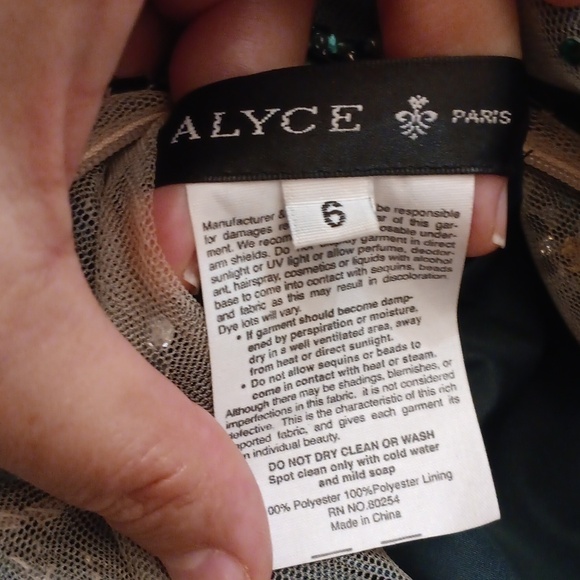 ALYCE PARIS
6
Manufacturer & be responsible
for damages of this gar-
ment. We recom posable under-
arm shields. Do garment in direct
sunlight or UV light or allow perfume, deodor-
ant, hairspray, cosmetics or liquids with alcohol
base to come into contact with sequins, beads
and fabric as this may result in discoloration.
Dye lots will vary.
• If garment should become damp-
ened by perspiration or moisture,
dry in a well ventilated area, away
from heat or direct sunlight.
• Do not allow sequins or beads to
come in contact with heat or steam.
Although there may be shadings, blemishes, or
imperfections in this fabric, it is not considered
defective. This is the characteristic of this rich
ported fabric, and gives each garment its
n individual beauty.
DO NOT DRY CLEAN OR WASH
Spot clean only with cold water
and mild soap
00% Polyester 100%Polyester Lining
RN NO.80254
Made in China